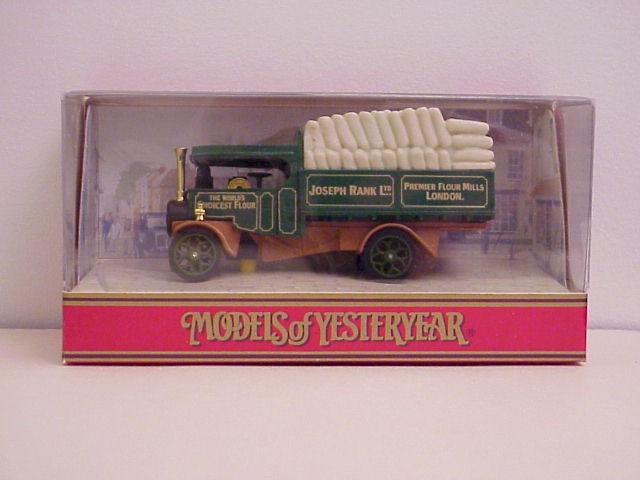 THE WORLD'S
CHOICEST FLOUR
JOSEPH RANK LTD.
PREMIER FLOUR MILLS
LONDON.
MODELS of YESTERYEAR®